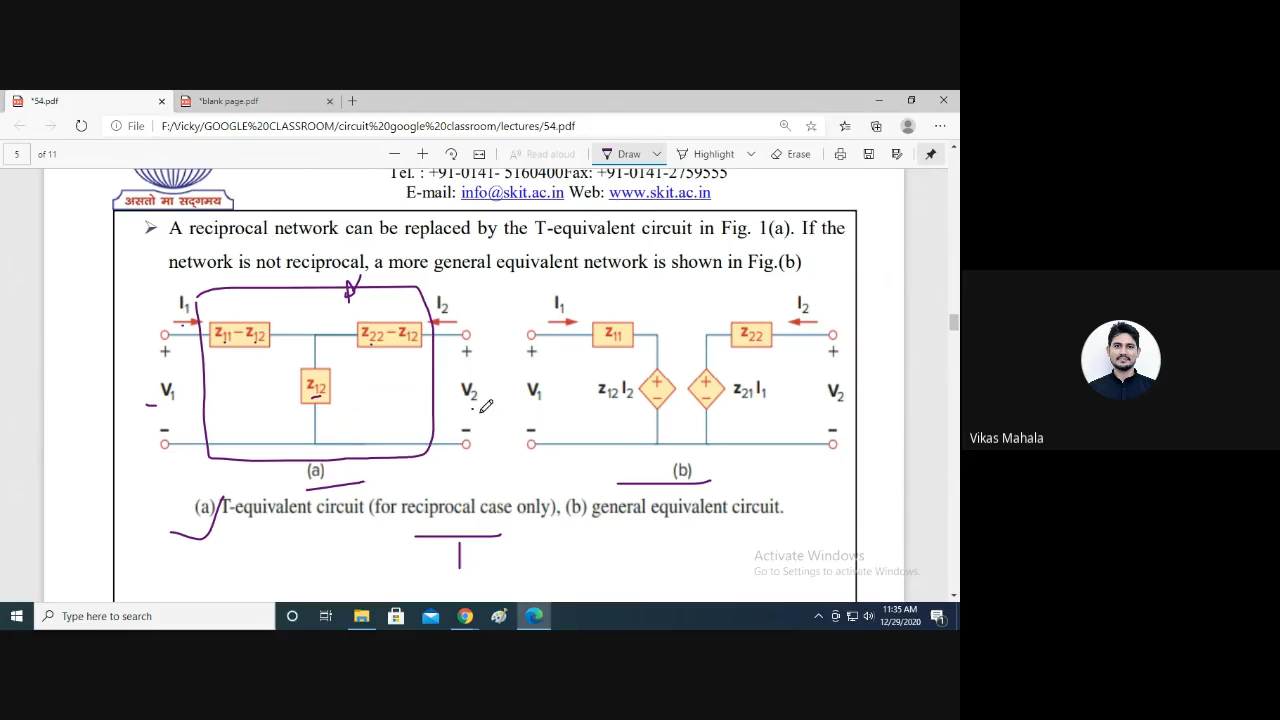 *54.pdf
*blank page.pdf
File F:/Vicky/GOOGLE%20CLASSROOM/circuit%20google%20classroom/lectures/54.pdf
5 of 11 Read aloud Draw Highlight Erase
Tel. : +91-0141- 5160400Fax: +91-0141-2759555
E-mail: info@skit.ac.in Web: www.skit.ac.in
असतो मा सद्गमय
A reciprocal network can be replaced by the T-equivalent circuit in Fig. 1(a). If the
network is not reciprocal, a more general equivalent network is shown in Fig.(b)
N
I1 I2 I1 I2
z11 − z12 z22 − z12 z11 z22
+ + + + + +
V1 z12 V2 V1 z12 I2 z21 I1 V2
− − − − − −
(a) (b)
(a) T-equivalent circuit (for reciprocal case only), (b) general equivalent circuit.
Activate Windows
Go to Settings to activate Windows.
Vikas Mahala
Type here to search
11:35 AM
12/29/2020
1